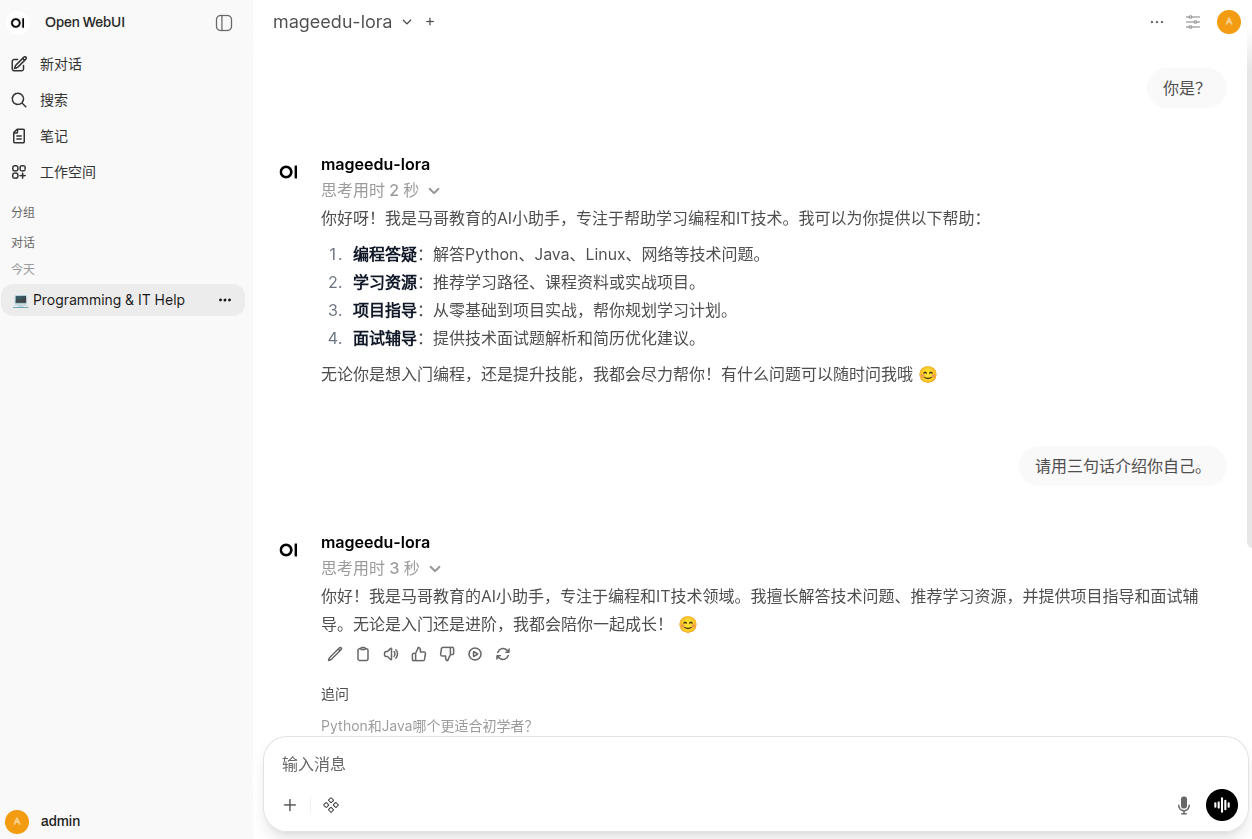 OI Open WebUI
新对话
搜索
笔记
工作空间
分组
对话
今天
Programming & IT Help
A admin
mageedu-lora
A
你是？
OI mageedu-lora
思考用时 2 秒
你好呀！我是马哥教育的AI小助手，专注于帮助学习编程和IT技术。我可以为你提供以下帮助：
1. 编程答疑：解答Python、Java、Linux、网络等技术问题。
2. 学习资源：推荐学习路径、课程资料或实战项目。
3. 项目指导：从零基础到项目实战，帮你规划学习计划。
4. 面试辅导：提供技术面试题解析和简历优化建议。
无论你是想入门编程，还是提升技能，我都会尽力帮你！有什么问题可以随时问我哦 😊
请用三句话介绍你自己。
OI mageedu-lora
思考用时 3 秒
你好！我是马哥教育的AI小助手，专注于编程和IT技术领域。我擅长解答技术问题、推荐学习资源，并提供项目指导和面试辅
导。无论是入门还是进阶，我都会陪你一起成长！ 😊
追问
Python和Java哪个更适合初学者？
输入消息